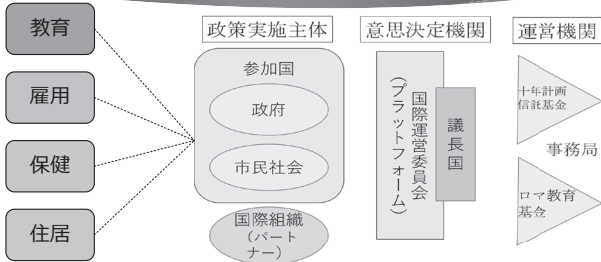 教育
雇用
保健
住居
政策実施主体
参加国
政府
市民社会
国際組織
（パート
ナー）
意思決定機関
国際運営委員会
（プラットフォーム）
議長国
運営機関
十年計画
信託基金
事務局
ロマ教育
基金